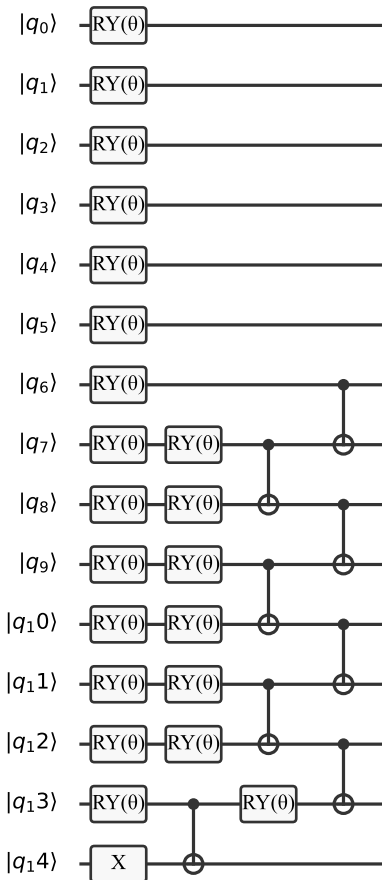 |q₀⟩ RY(θ)
|q₁⟩ RY(θ)
|q₂⟩ RY(θ)
|q₃⟩ RY(θ)
|q₄⟩ RY(θ)
|q₅⟩ RY(θ)
|q₆⟩ RY(θ)
|q₇⟩ RY(θ) RY(θ)
|q₈⟩ RY(θ) RY(θ)
|q₉⟩ RY(θ) RY(θ)
|q₁0⟩ RY(θ) RY(θ)
|q₁1⟩ RY(θ) RY(θ)
|q₁2⟩ RY(θ) RY(θ)
|q₁3⟩ RY(θ) RY(θ)
|q₁4⟩ X